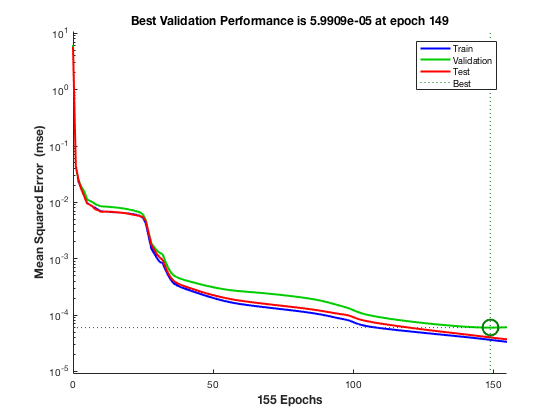 Best Validation Performance is 5.9909e-05 at epoch 149
Mean Squared Error (mse)
10^1
10^0
10^-1
10^-2
10^-3
10^-4
10^-5
Train
Validation
Test
Best
0 50 100 150
155 Epochs